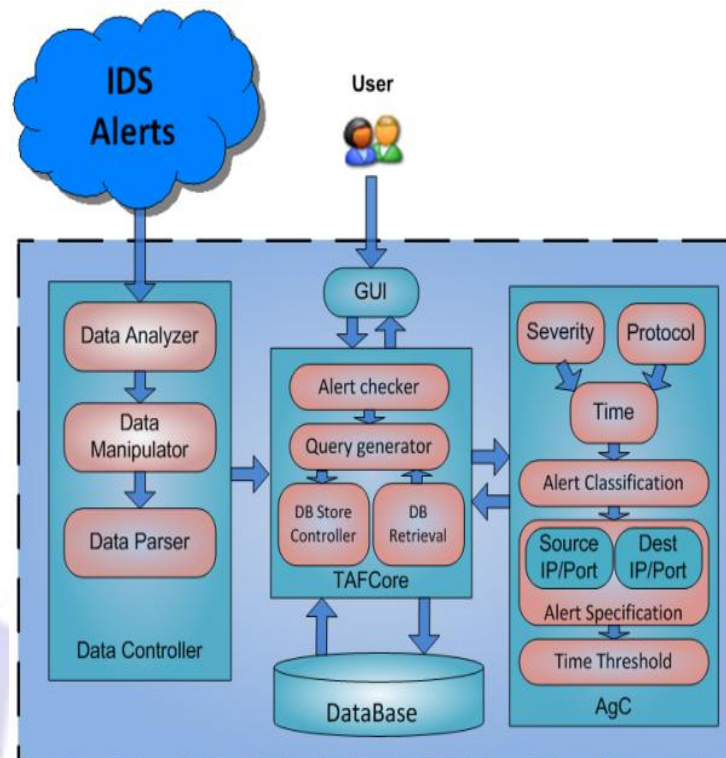 IDS
Alerts
User
GUI
Data Analyzer
Data
Manipulator
Data Parser
Data Controller
Alert checker
Query generator
DB Store
Controller
DB
Retrieval
TAFCore
DataBase
Severity
Protocol
Time
Alert Classification
Source
IP/Port
Dest
IP/Port
Alert Specification
Time Threshold
AgC